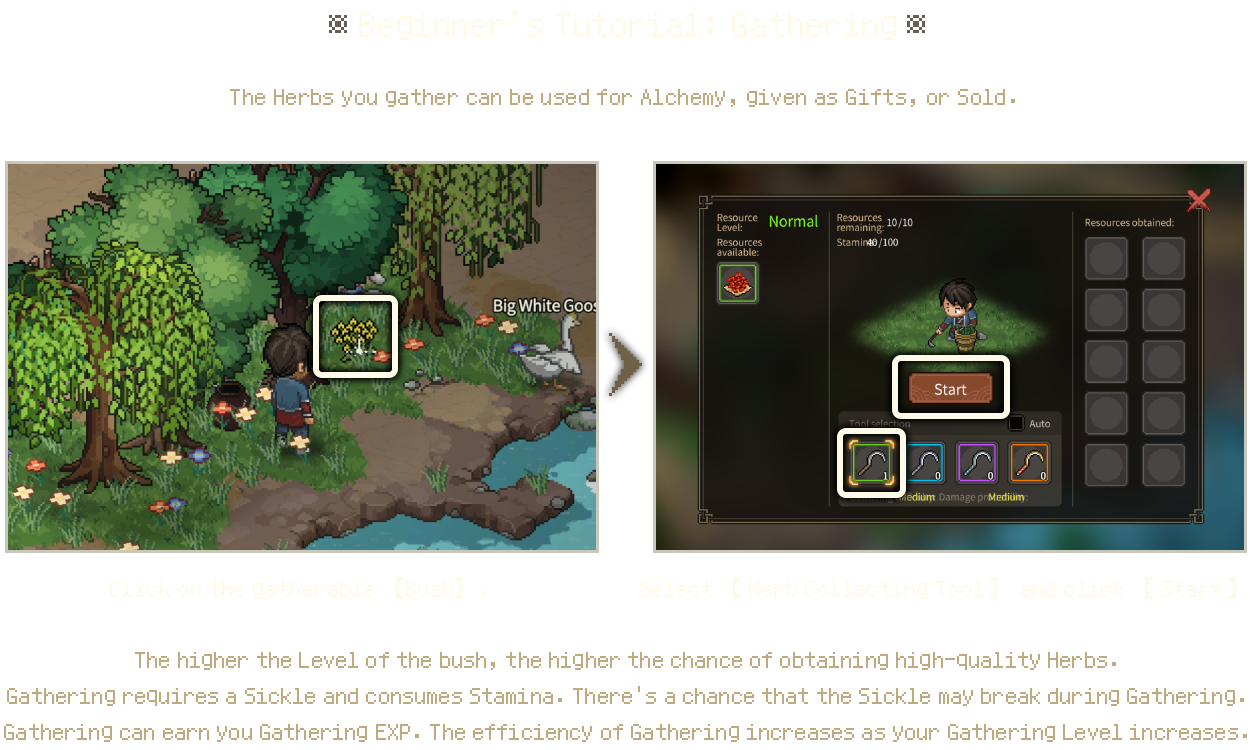 ※ Beginner's Tutorial: Gathering ※
The Herbs you gather can be used for Alchemy, given as Gifts, or Sold.
Big White Goos
Resource Level: Normal
Resources available:
Resources remaining: 10/10
Stamina 40/100
Resources obtained:
Start
Tool selection
Auto
1 0 0 0
Medium Damage Medium
Click on the gatherable 【Bush】.
Select 【Herb Collecting Tool】 and click 【Start】
The higher the Level of the bush, the higher the chance of obtaining high-quality Herbs.
Gathering requires a Sickle and consumes Stamina. There's a chance that the Sickle may break during Gathering.
Gathering can earn you Gathering EXP. The efficiency of Gathering increases as your Gathering Level increases.